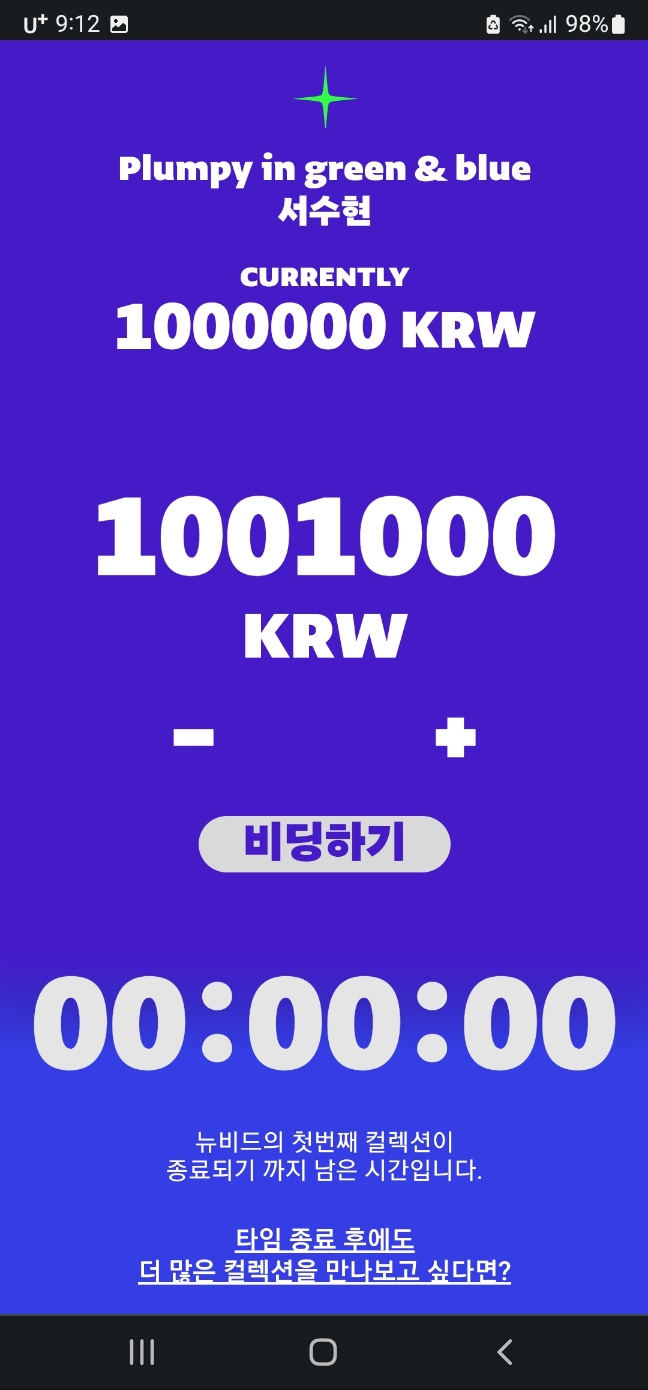 U+ 9:12 98%
Plumpy in green & blue
서수현
CURRENTLY
1000000 KRW
1001000
KRW
- +
비딩하기
00:00:00
뉴비드의 첫번째 컬렉션이
종료되기 까지 남은 시간입니다.
타임 종료 후에도
더 많은 컬렉션을 만나보고 싶다면?